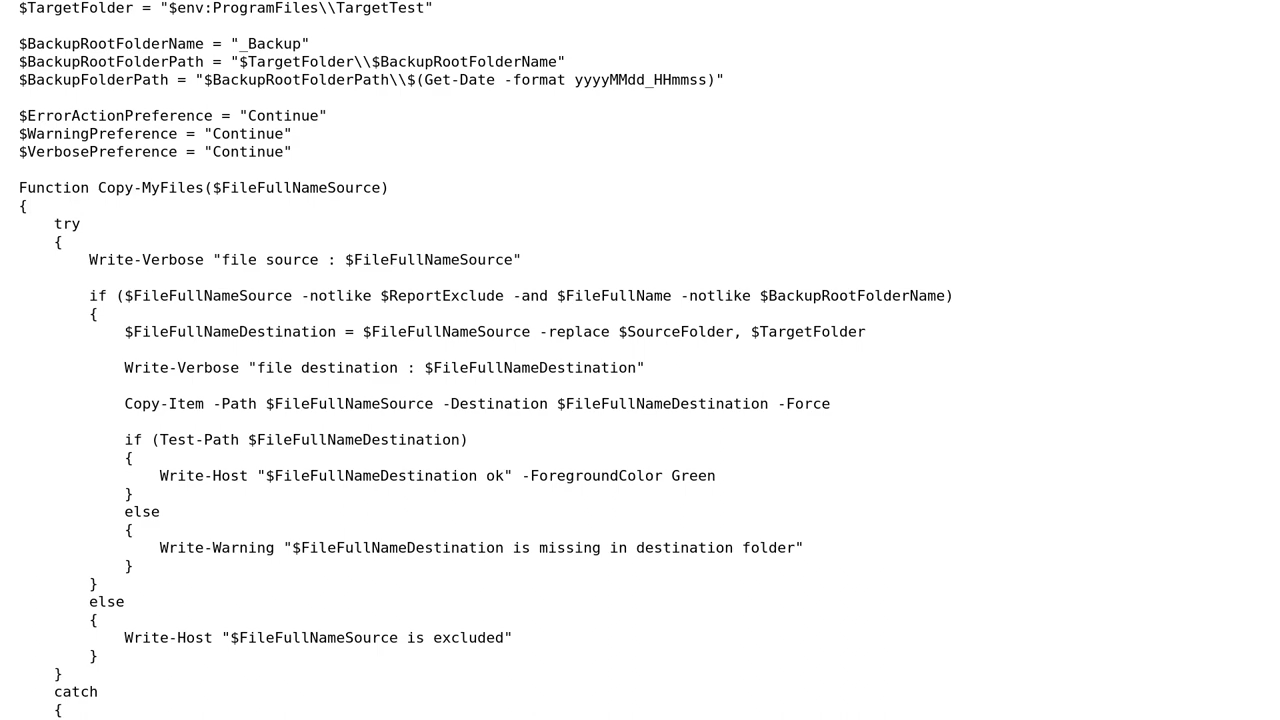 $TargetFolder = "$env:ProgramFiles\\TargetTest"

$BackupRootFolderName = "_Backup"
$BackupRootFolderPath = "$TargetFolder\\$BackupRootFolderName"
$BackupFolderPath = "$BackupRootFolderPath\\$(Get-Date -format yyyyMMdd_HHmmss)"

$ErrorActionPreference = "Continue"
$WarningPreference = "Continue"
$VerbosePreference = "Continue"

Function Copy-MyFiles($FileFullNameSource)
{
    try
    {
        Write-Verbose "file source : $FileFullNameSource"

        if ($FileFullNameSource -notlike $ReportExclude -and $FileFullName -notlike $BackupRootFolderName)
        {
            $FileFullNameDestination = $FileFullNameSource -replace $SourceFolder, $TargetFolder

            Write-Verbose "file destination : $FileFullNameDestination"

            Copy-Item -Path $FileFullNameSource -Destination $FileFullNameDestination -Force

            if (Test-Path $FileFullNameDestination)
            {
                Write-Host "$FileFullNameDestination ok" -ForegroundColor Green
            }
            else
            {
                Write-Warning "$FileFullNameDestination is missing in destination folder"
            }
        }
        else
        {
            Write-Host "$FileFullNameSource is excluded"
        }
    }
    catch
    {